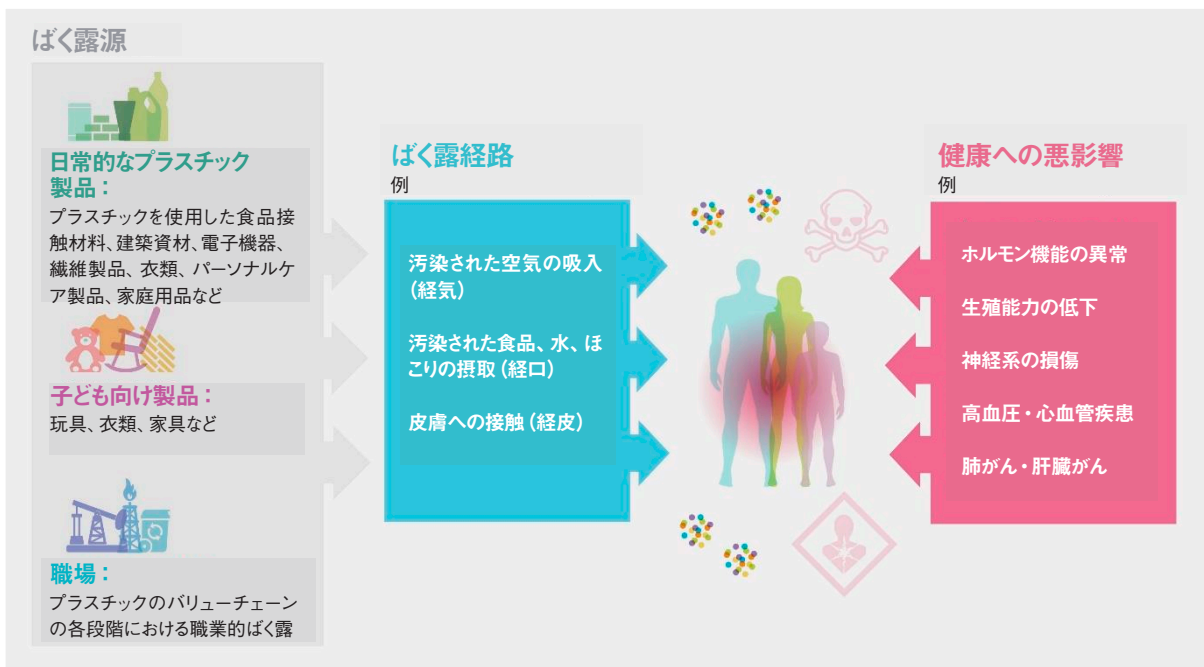 ばく露源
日常的なプラスチック
製品：
プラスチックを使用した食品接
触材料、建築資材、電子機器、
繊維製品、衣類、パーソナルケ
ア製品、家庭用品など
子ども向け製品：
玩具、衣類、家具など
職場：
プラスチックのバリューチェーン
の各段階における職業的ばく露
ばく露経路
例
汚染された空気の吸入
（経気）
汚染された食品、水、ほ
こりの摂取（経口）
皮膚への接触（経皮）
健康への悪影響
例
ホルモン機能の異常
生殖能力の低下
神経系の損傷
高血圧・心血管疾患
肺がん・肝臓がん